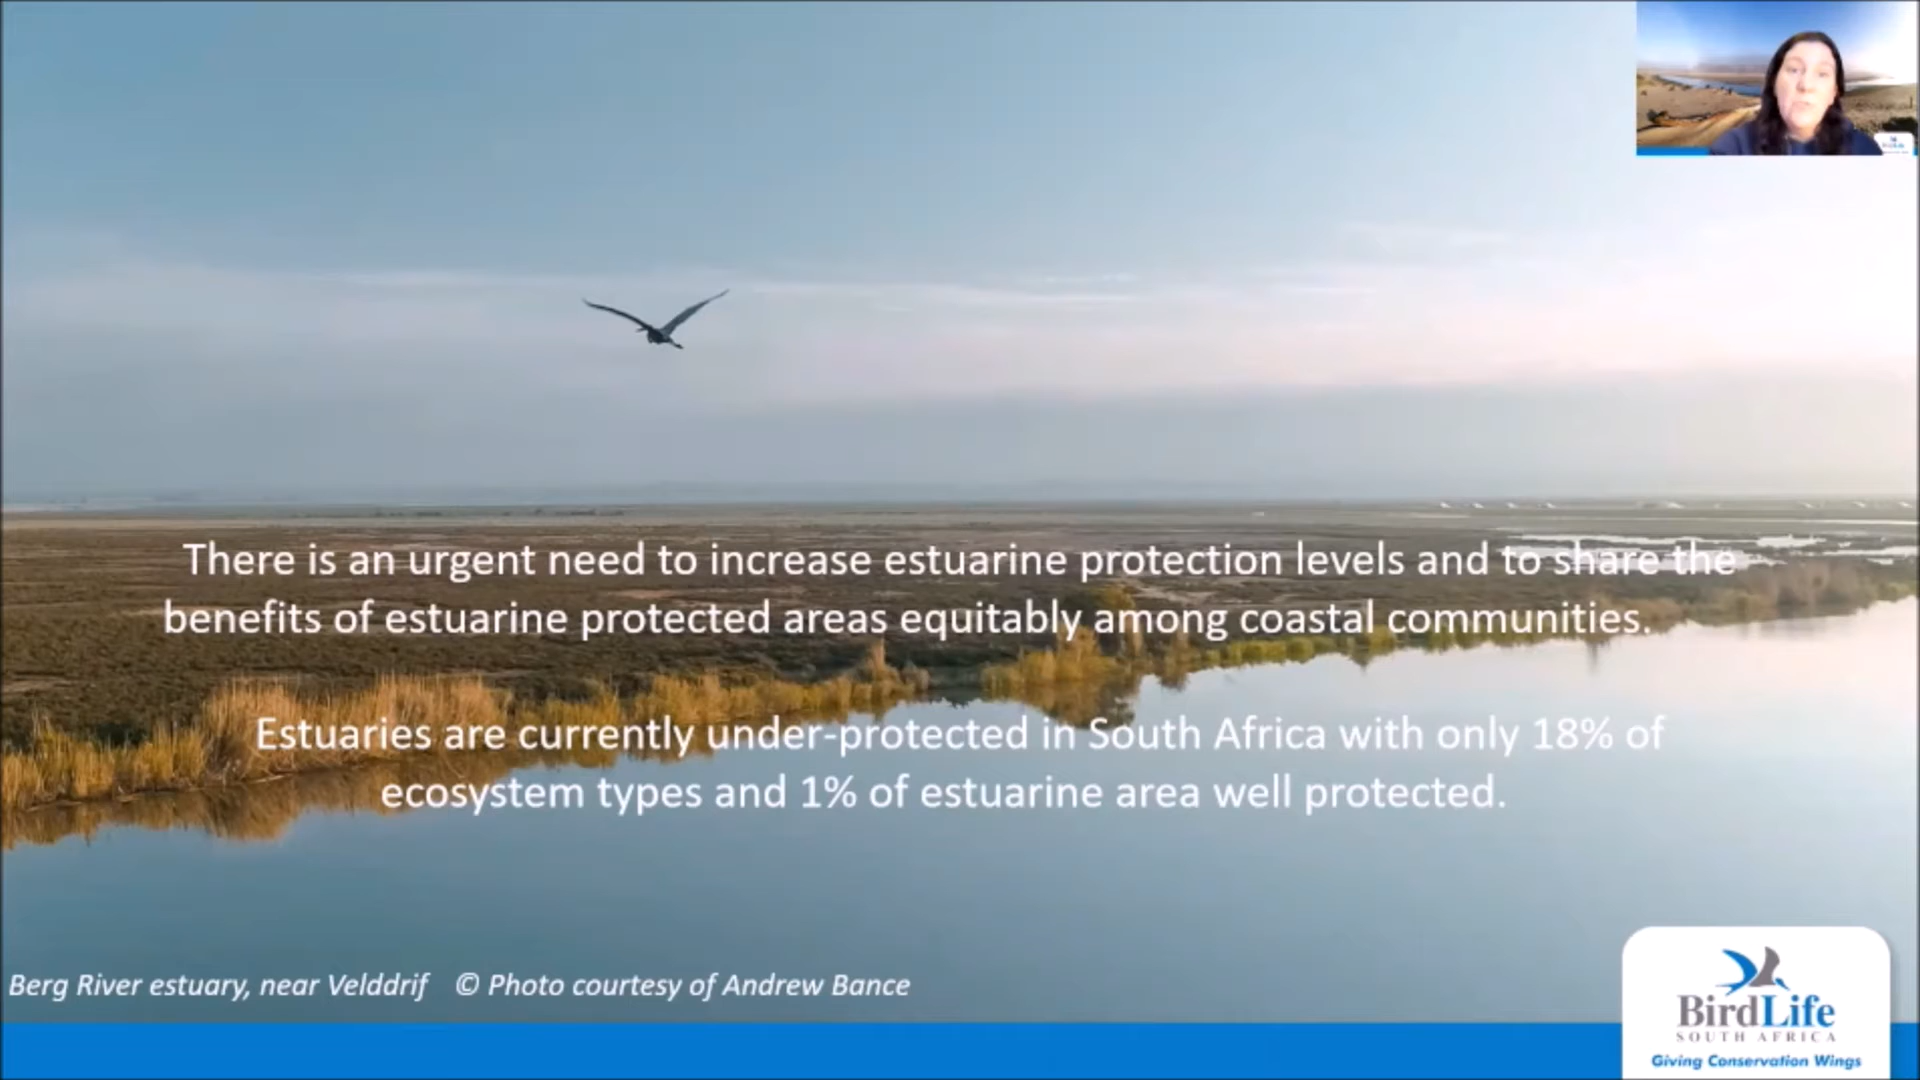 There is an urgent need to increase estuarine protection levels and to share the
benefits of estuarine protected areas equitably among coastal communities.
Estuaries are currently under-protected in South Africa with only 18% of
ecosystem types and 1% of estuarine area well protected.
Berg River estuary, near Velddrif © Photo courtesy of Andrew Bance
BirdLife
SOUTH AFRICA
Giving Conservation Wings